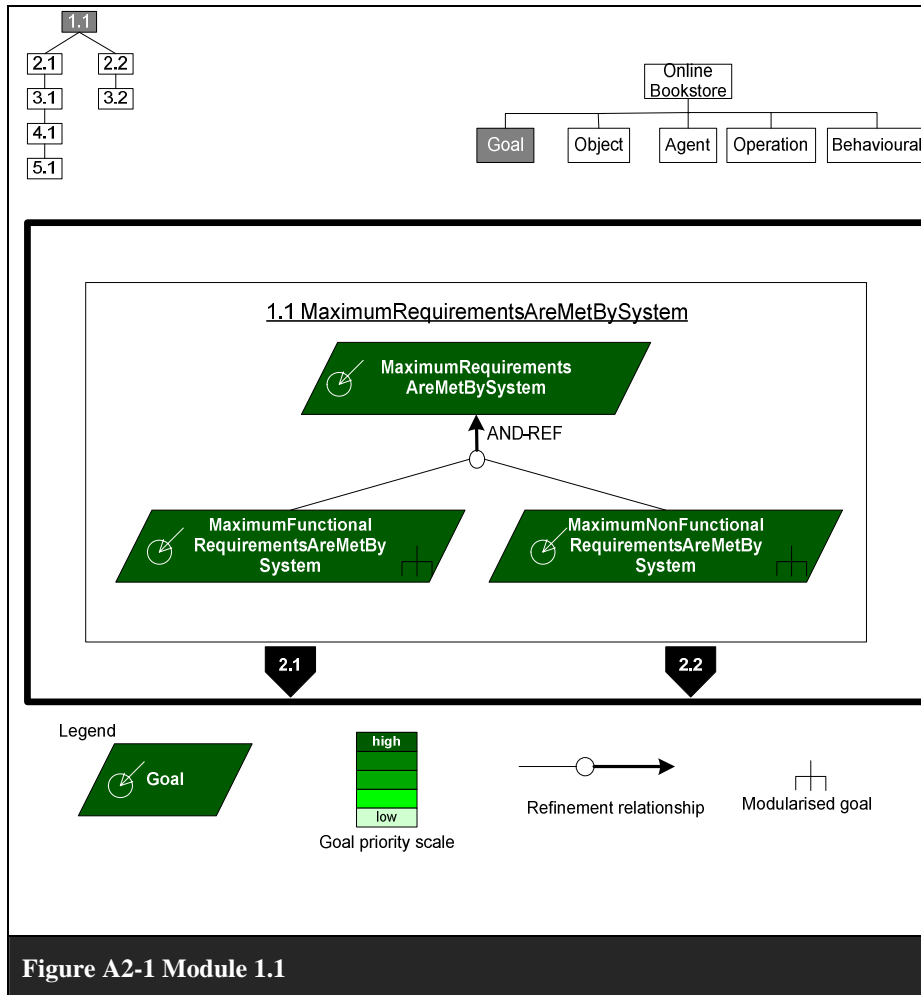 1.1
2.1 2.2
3.1 3.2
4.1
5.1
Online
Bookstore
Goal Object Agent Operation Behavioural
1.1 MaximumRequirementsAreMetBySystem
MaximumRequirements
AreMetBySystem
AND-REF
MaximumFunctional
RequirementsAreMetBy
System
MaximumNonFunctional
RequirementsAreMetBy
System
2.1 2.2
Legend
Goal
high
low
Goal priority scale
Refinement relationship
Modularised goal
Figure A2-1 Module 1.1